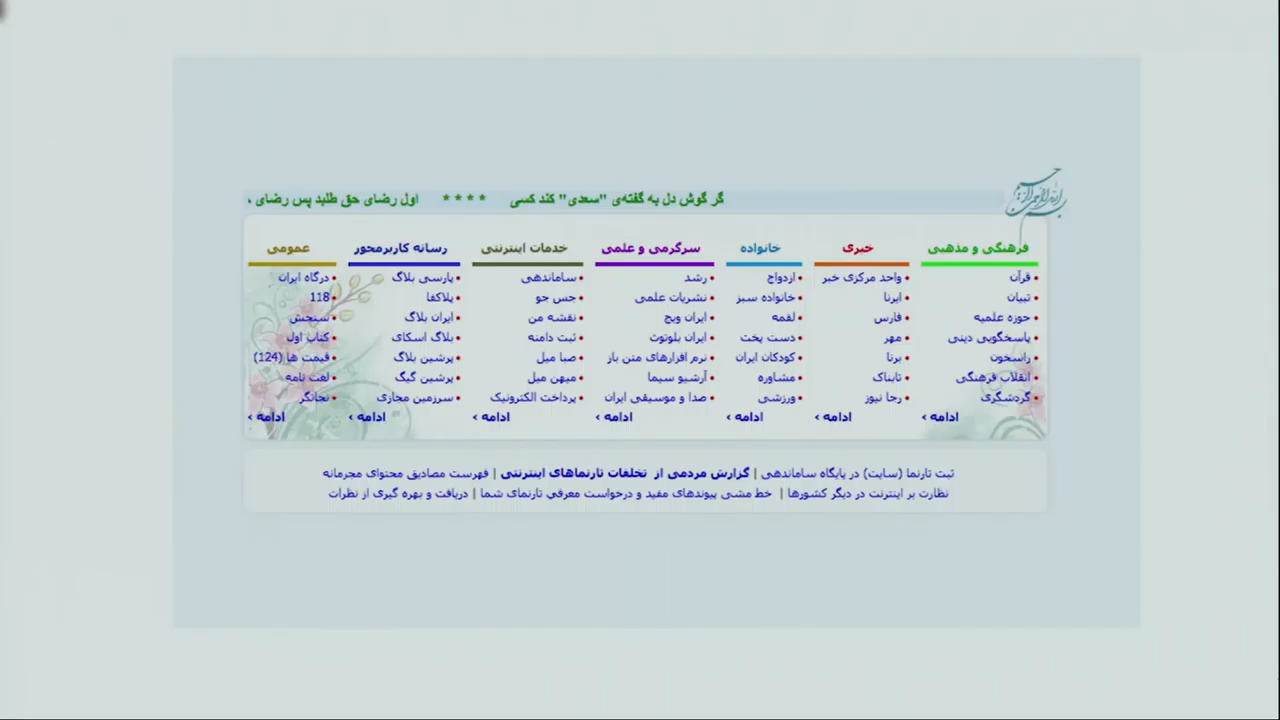 گر گوش دل به گفته‌ی "سعدی" کند کسی * * * * اول رضای حق طلبد پس رضای
فرهنگی و مذهبی
قرآن
تبیان
حوزه علمیه
پاسخگویی دینی
راسخون
انقلاب فرهنگی
گردشگری
ادامه ›
خبری
واحد مرکزی خبر
ایرنا
فارس
مهر
برنا
تابناک
رجا نیوز
ادامه ›
خانواده
ازدواج
خانواده سبز
لقمه
دست پخت
کودکان ایران
مشاوره
ورزشی
ادامه ›
سرگرمی و علمی
رشد
نشریات علمی
ایران ویج
ایران بلوتوث
نرم افزارهای متن باز
آرشیو سیما
صدا و موسیقی ایران
ادامه ›
خدمات اینترنتی
ساماندهی
جس جو
نقشه من
ثبت دامنه
صبا میل
میهن میل
پرداخت الکترونیک
ادامه ›
رسانه کاربرمحور
پارسی بلاگ
بلاکفا
ایران بلاگ
بلاگ اسکای
پرشین بلاگ
پرشین گیگ
سرزمین مجازی
ادامه ›
عمومی
درگاه ایران
118
سنجش
کتاب اول
قیمت ها (124)
لغت نامه
نجاتگر
ادامه ›
ثبت تارنما (سایت) در پایگاه ساماندهی | گزارش مردمی از تخلفات تارنماهای اینترنتی | فهرست مصادیق محتوای مجرمانه
نظارت بر اینترنت در دیگر کشورها | خط مشی پیوندهای مفید و درخواست معرفی تارنمای شما | دریافت و بهره گیری از نظرات